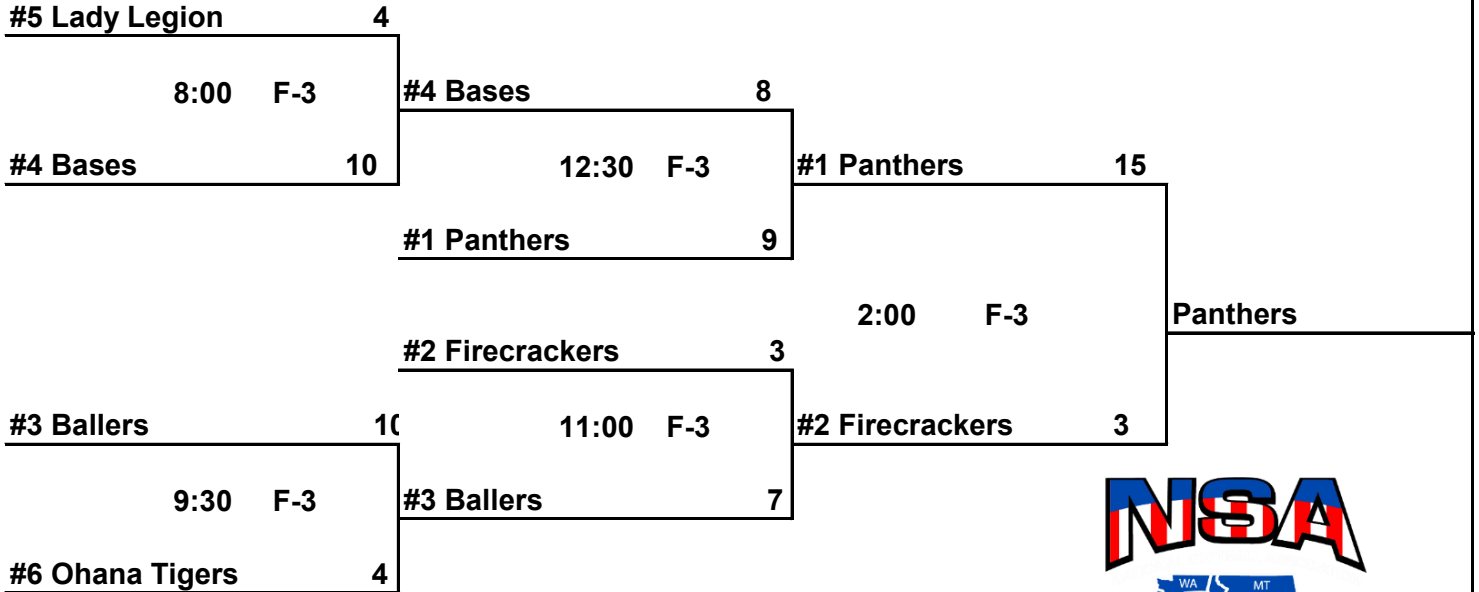 #5 Lady Legion 4
8:00 F-3
#4 Bases 8
#4 Bases 10
12:30 F-3
#1 Panthers 15
#1 Panthers 9
2:00 F-3
Panthers
#2 Firecrackers 3
#3 Ballers 10
11:00 F-3
#2 Firecrackers 3
9:30 F-3
#3 Ballers 7
#6 Ohana Tigers 4
NSA
WA MT